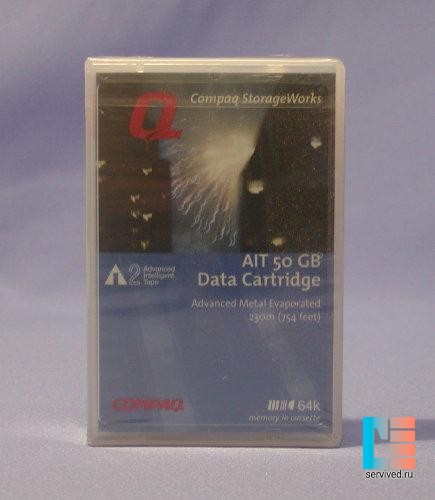 Compaq StorageWorks
AIT 50 GB
Data Cartridge
2
Advanced
Intelligent
Tape
Advanced Metal Evaporated
230m (754 feet)
COMPAQ
64k
memory in cassette
servived.ru